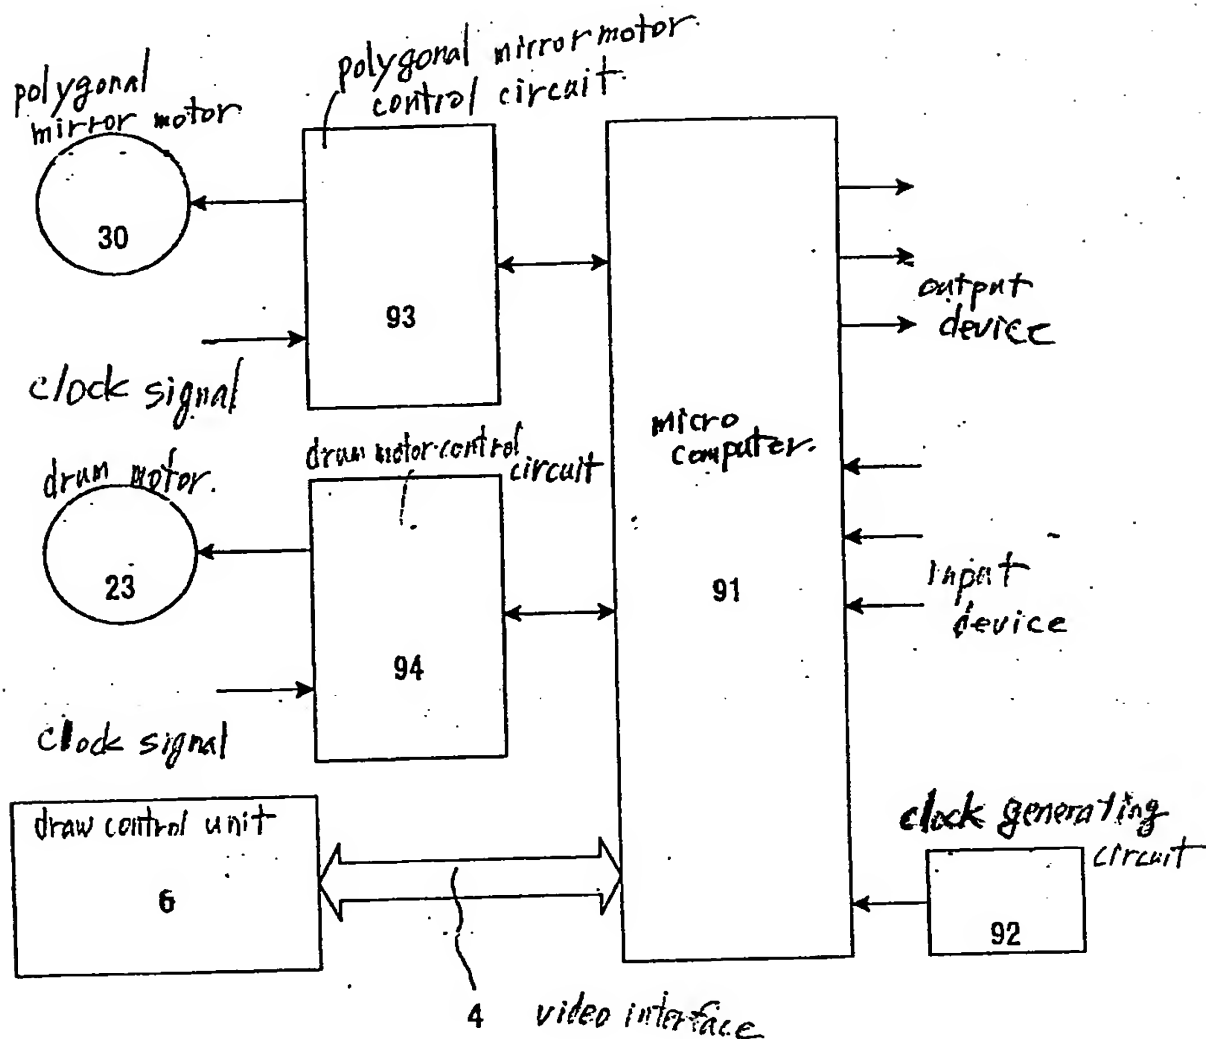 polygonal
mirror motor
30
polygonal mirror motor
control circuit
93
clock signal
drum motor.
23
drum motor control
circuit
94
clock signal
draw control unit
6
4 video interface
micro
computer.
91
output
device
input
device
clock generating
circuit
92